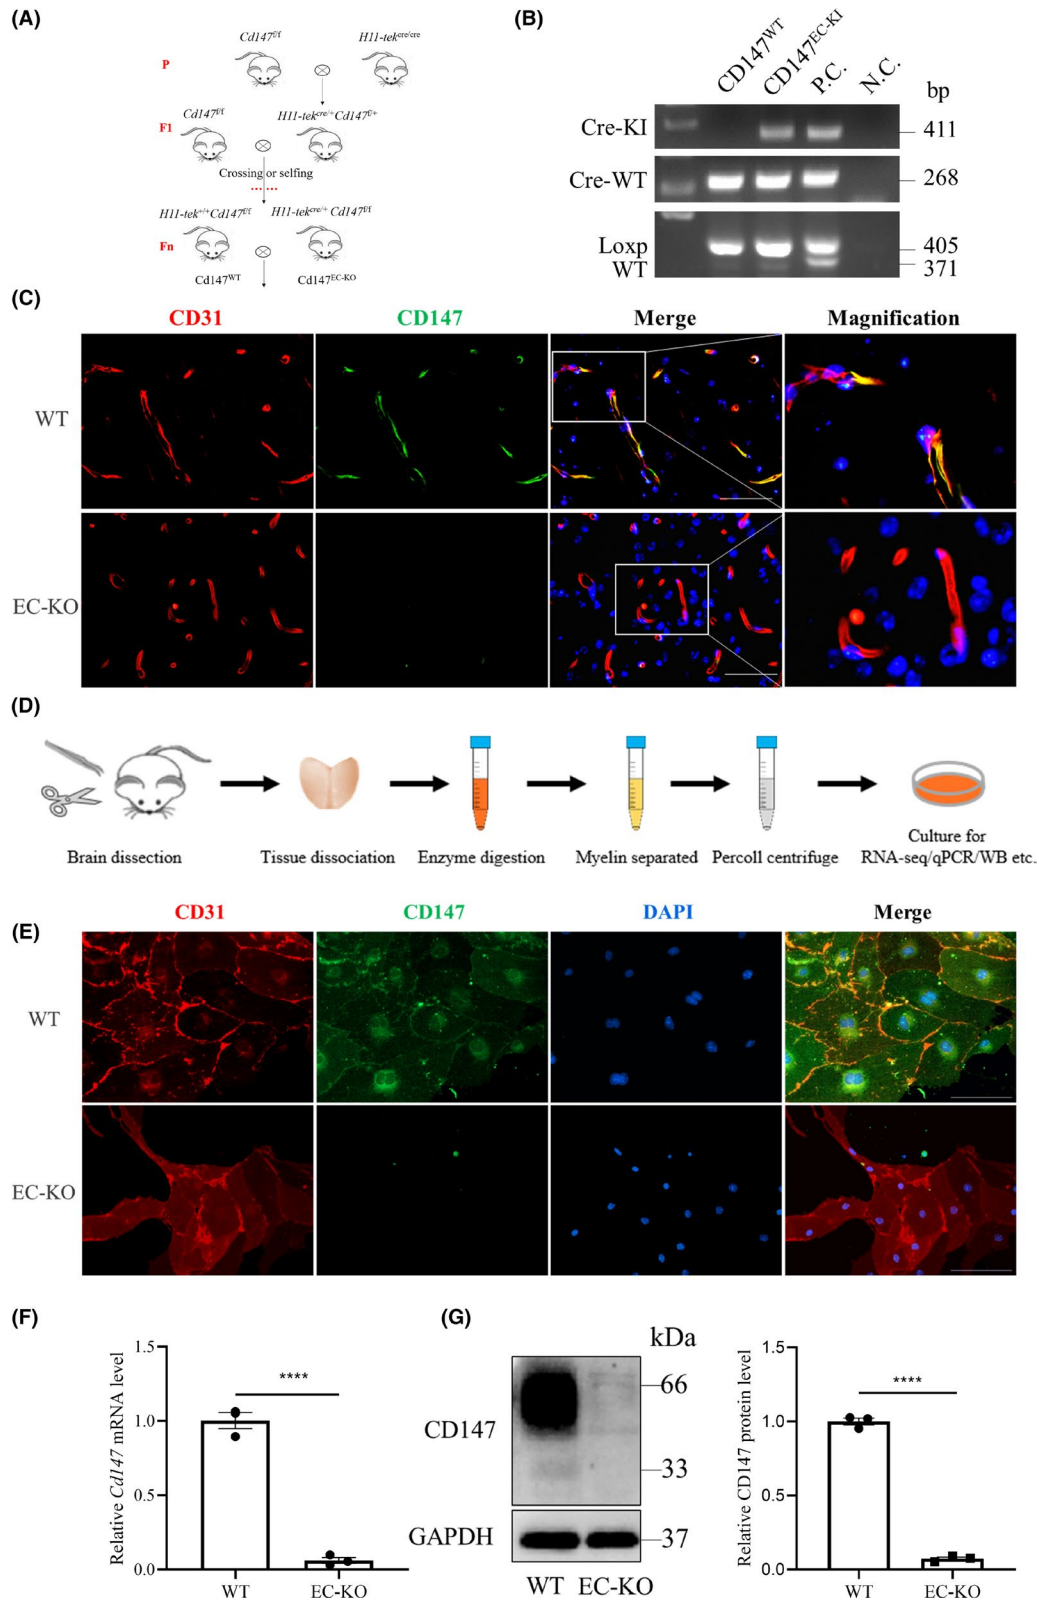 (A)
Cd147f/f
H11-tekcre/cre
P
Cd147f/f
H11-tekcre/+Cd147f/+
F1
Crossing or selfing
......
H11-tek+/+Cd147f/f
H11-tekcre/+ Cd147f/f
Fn
Cd147WT
Cd147EC-KO
(B)
CD147WT
CD147EC-KI
P.C.
N.C.
bp
Cre-KI
411
Cre-WT
268
Loxp
405
WT
371
(C)
CD31
CD147
Merge
Magnification
WT
EC-KO
(D)
Brain dissection
Tissue dissociation
Enzyme digestion
Myelin separated
Percoll centrifuge
Culture for
RNA-seq/qPCR/WB etc.
(E)
CD31
CD147
DAPI
Merge
WT
EC-KO
(F)
Relative Cd147 mRNA level
1.5
1.0
0.5
0.0
****
WT
EC-KO
(G)
kDa
66
CD147
33
GAPDH
37
WT
EC-KO
Relative CD147 protein level
1.5
1.0
0.5
0.0
****
WT
EC-KO